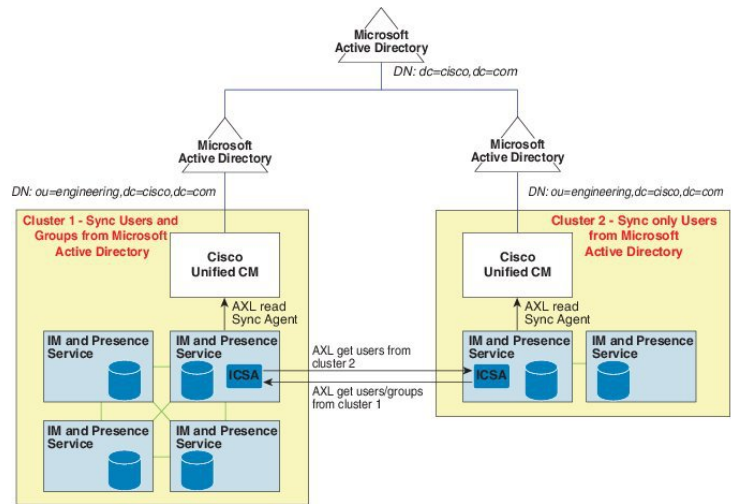 Microsoft
Active Directory
DN: dc=cisco,dc=com
Microsoft
Active Directory
Microsoft
Active Directory
DN: ou=engineering,dc=cisco,dc=com
DN: ou=engineering,dc=cisco,dc=com
Cluster 1 - Sync Users and
Groups from Microsoft
Active Directory
Cisco
Unified CM
AXL read
Sync Agent
IM and Presence
Service
IM and Presence
Service
ICSA
IM and Presence
Service
IM and Presence
Service
AXL get users from
cluster 2
AXL get users/groups
from cluster 1
Cluster 2 - Sync only Users
from Microsoft
Active Directory
Cisco
Unified CM
AXL read
Sync Agent
IM and Presence
Service
ICSA
IM and Presence
Service